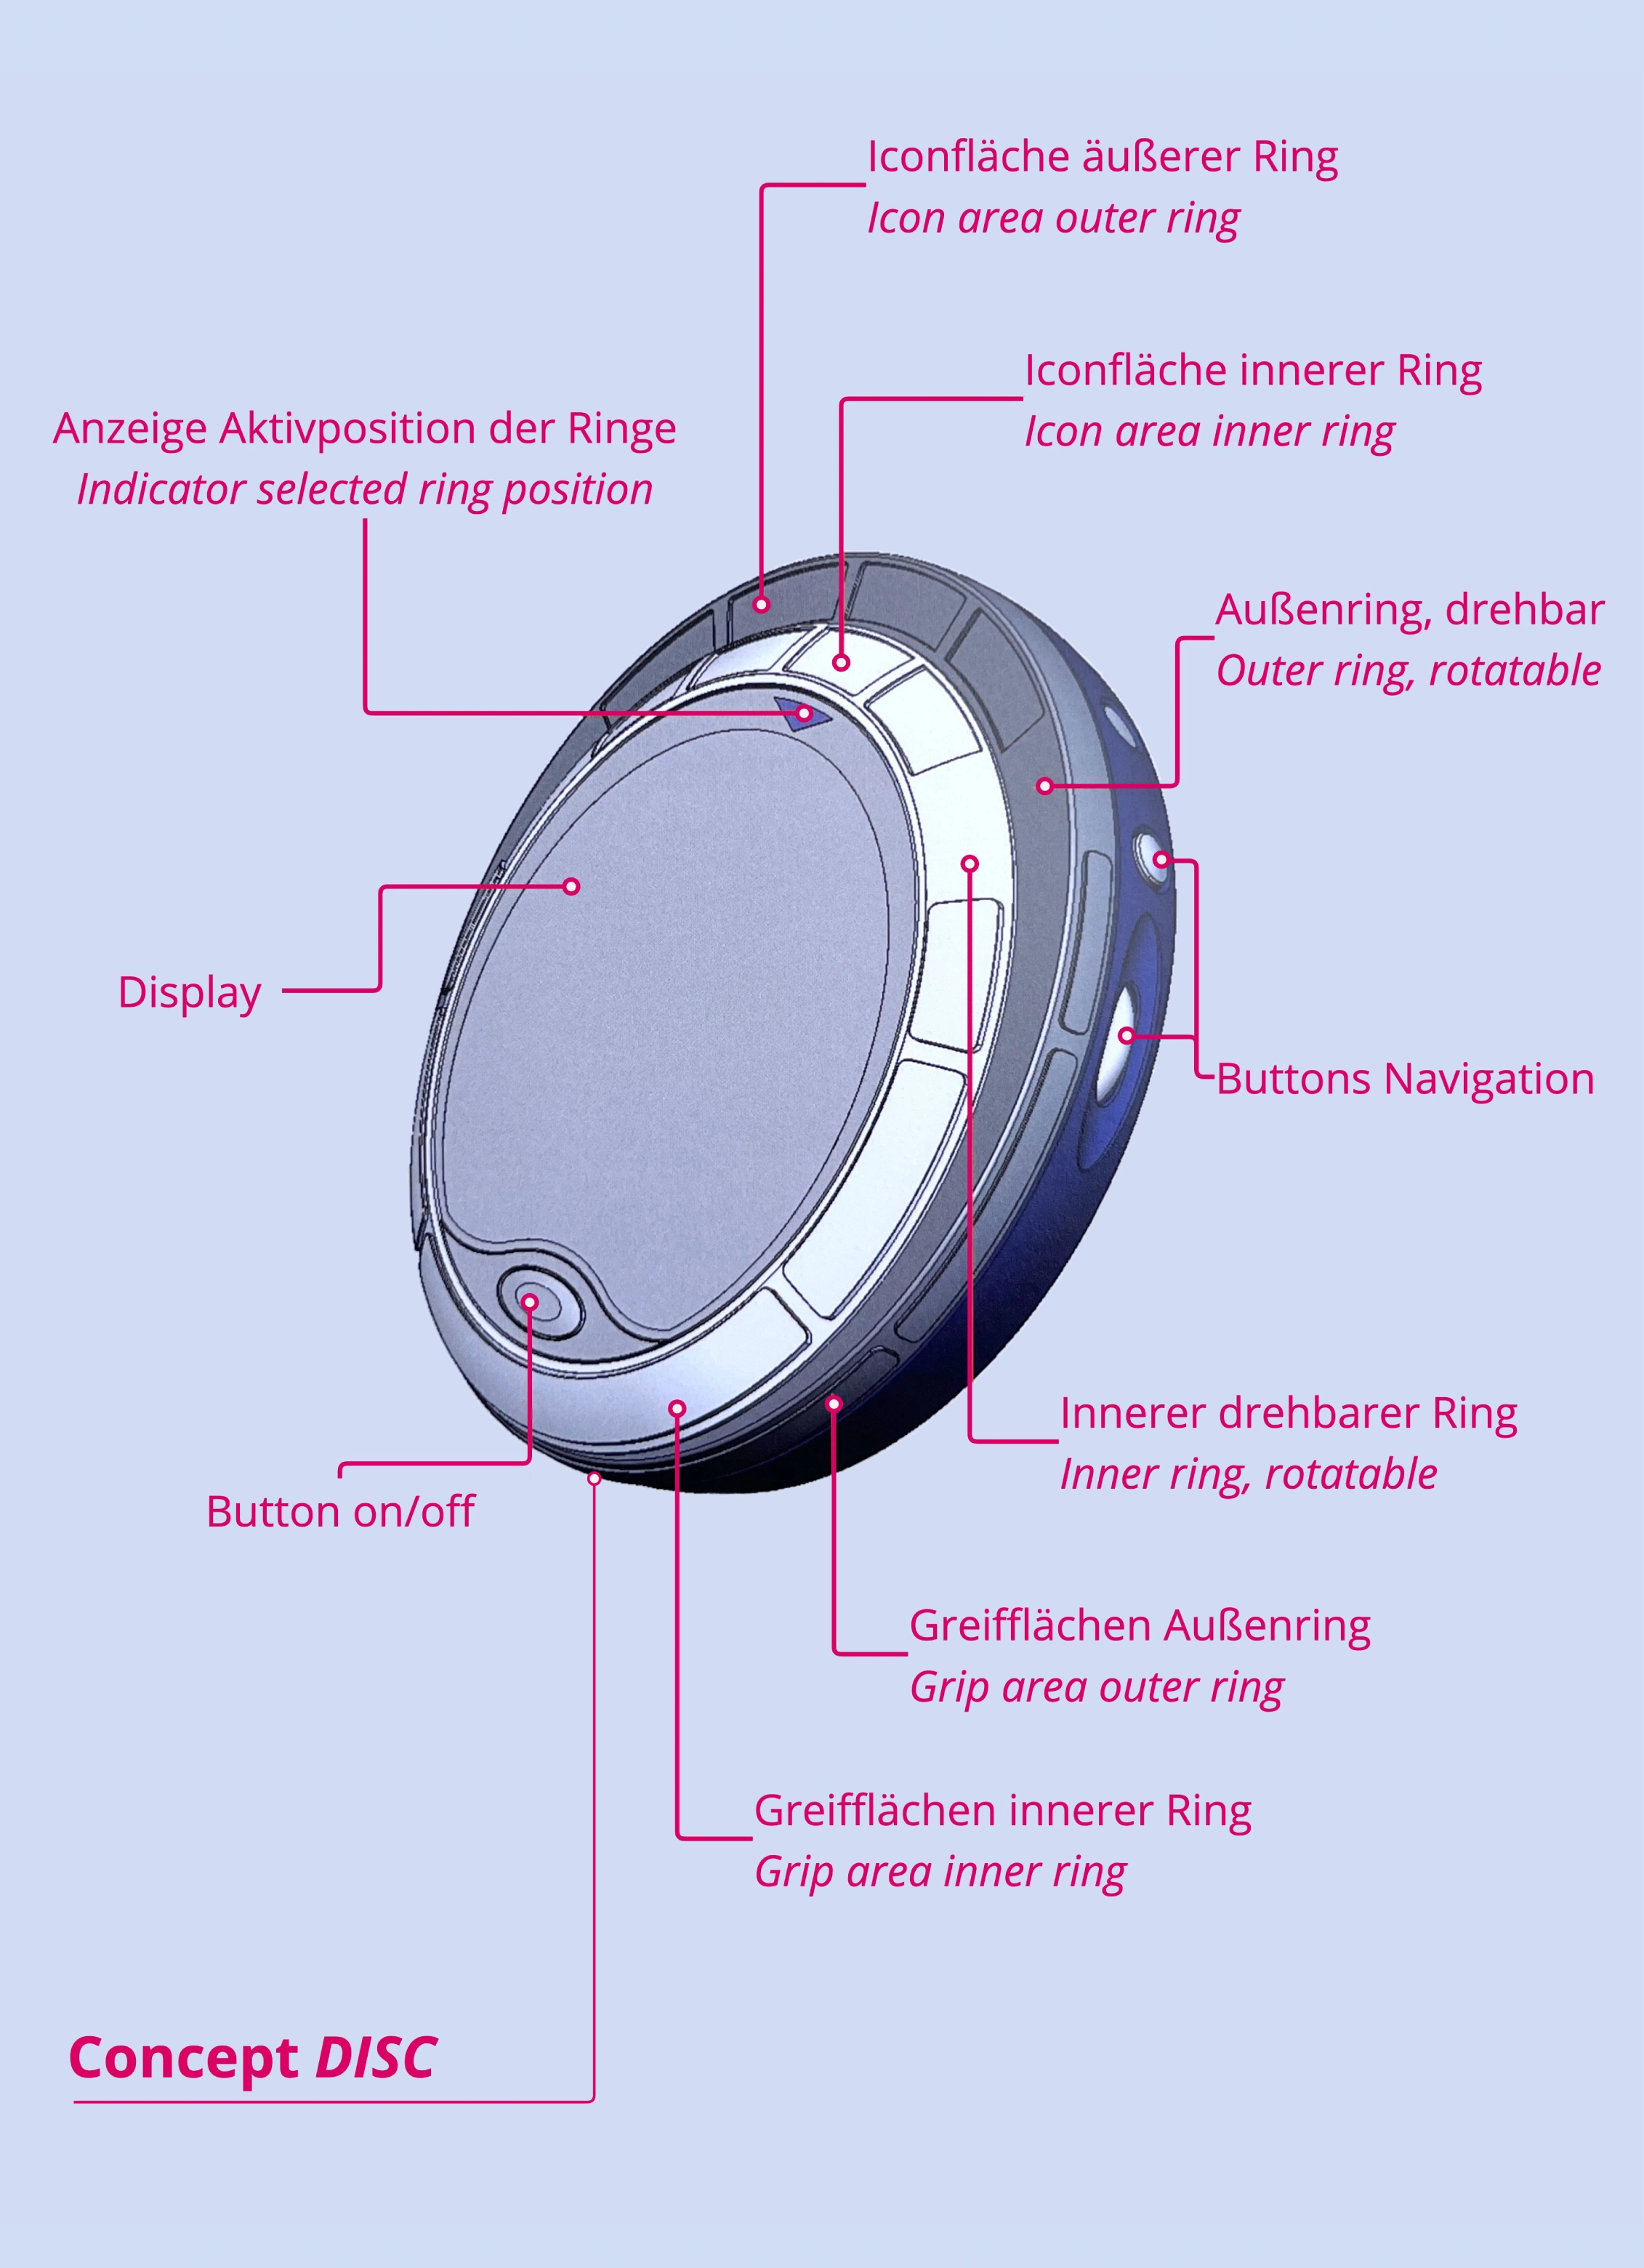 Iconfläche äußerer Ring
Icon area outer ring
Iconfläche innerer Ring
Icon area inner ring
Anzeige Aktivposition der Ringe
Indicator selected ring position
Außenring, drehbar
Outer ring, rotatable
Display
Buttons Navigation
Innerer drehbarer Ring
Inner ring, rotatable
Button on/off
Greifflächen Außenring
Grip area outer ring
Greifflächen innerer Ring
Grip area inner ring
Concept DISC